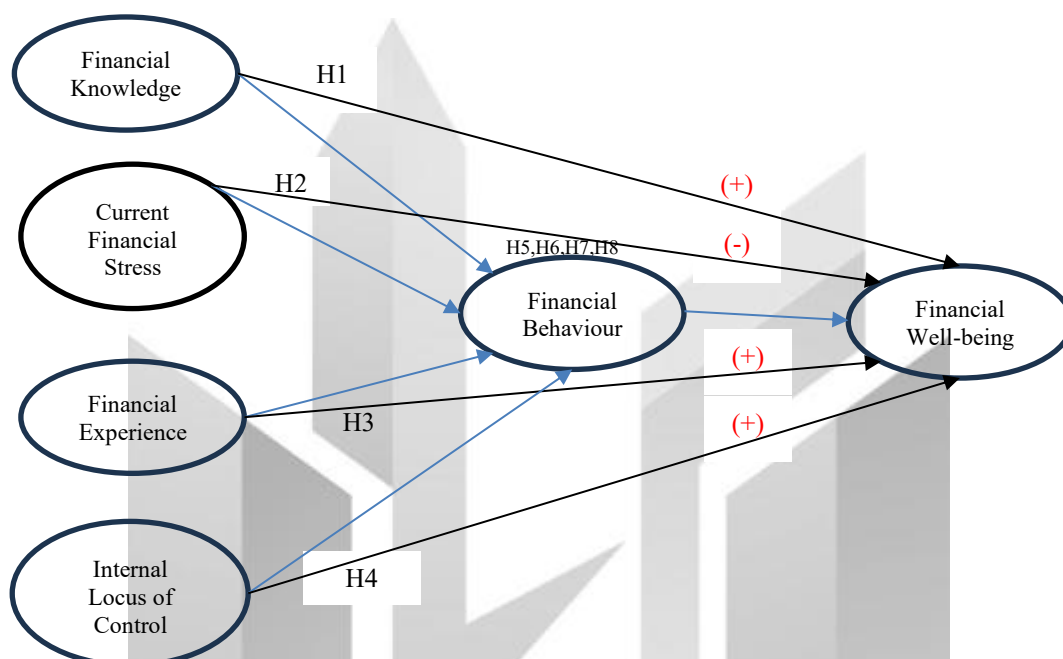 Financial
Knowledge
H1
(+)
Current
Financial
Stress
H2
(-)
H5,H6,H7,H8
Financial
Behaviour
Financial
Well-being
Financial
Experience
H3
(+)
Internal
Locus of
Control
H4
(+)